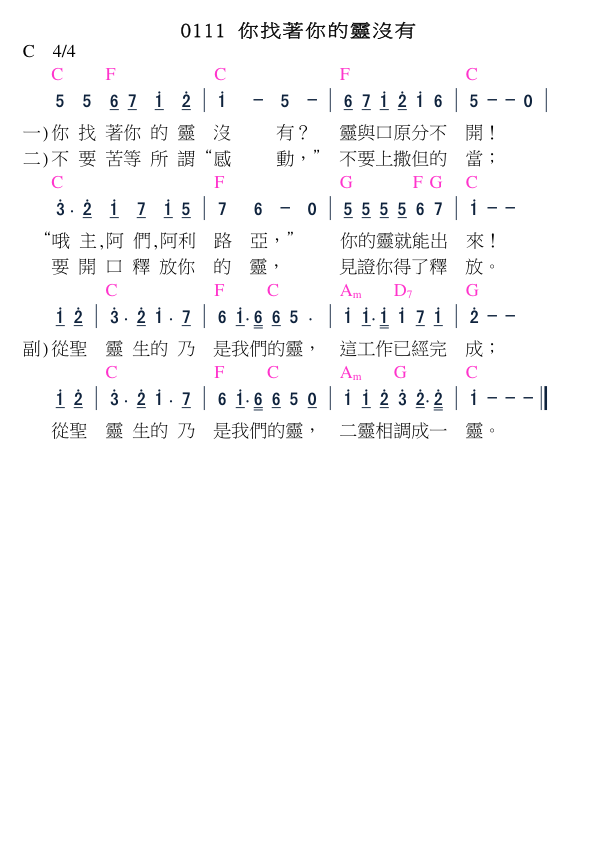 0111 你找著你的靈沒有
C 4/4
C F C F C
5 5 6 7 i 2̇ | i － 5 － | 6 7 i 2̇ i 6 | 5 － － 0 |
一)你 找 著你 的 靈 沒 有？ 靈與口原分不 開！
二)不 要 苦等 所 謂“感 動，” 不要上撒但的 當；
C F G F G C
3̇ · 2̇ i 7 i 5 | 7 6 － 0 | 5 5 5 5 6 7 | i － －
“哦 主,阿 們,阿利 路 亞，” 你的靈就能出 來！
要 開 口 釋 放你 的 靈， 見證你得了釋 放。
C F C Am D7 G
i 2̇ | 3̇ · 2̇ i · 7 | 6 i · 6 6 5 · | i i · i i 7 i | 2̇ － －
副)從聖 靈 生的 乃 是我們的靈， 這工作已經完 成；
C F C Am G C
i 2̇ | 3̇ · 2̇ i · 7 | 6 i · 6 6 5 0 | i i 2̇ 3̇ 2̇ · 2̇ | i － － － ‖
從聖 靈 生的 乃 是我們的靈， 二靈相調成一 靈。